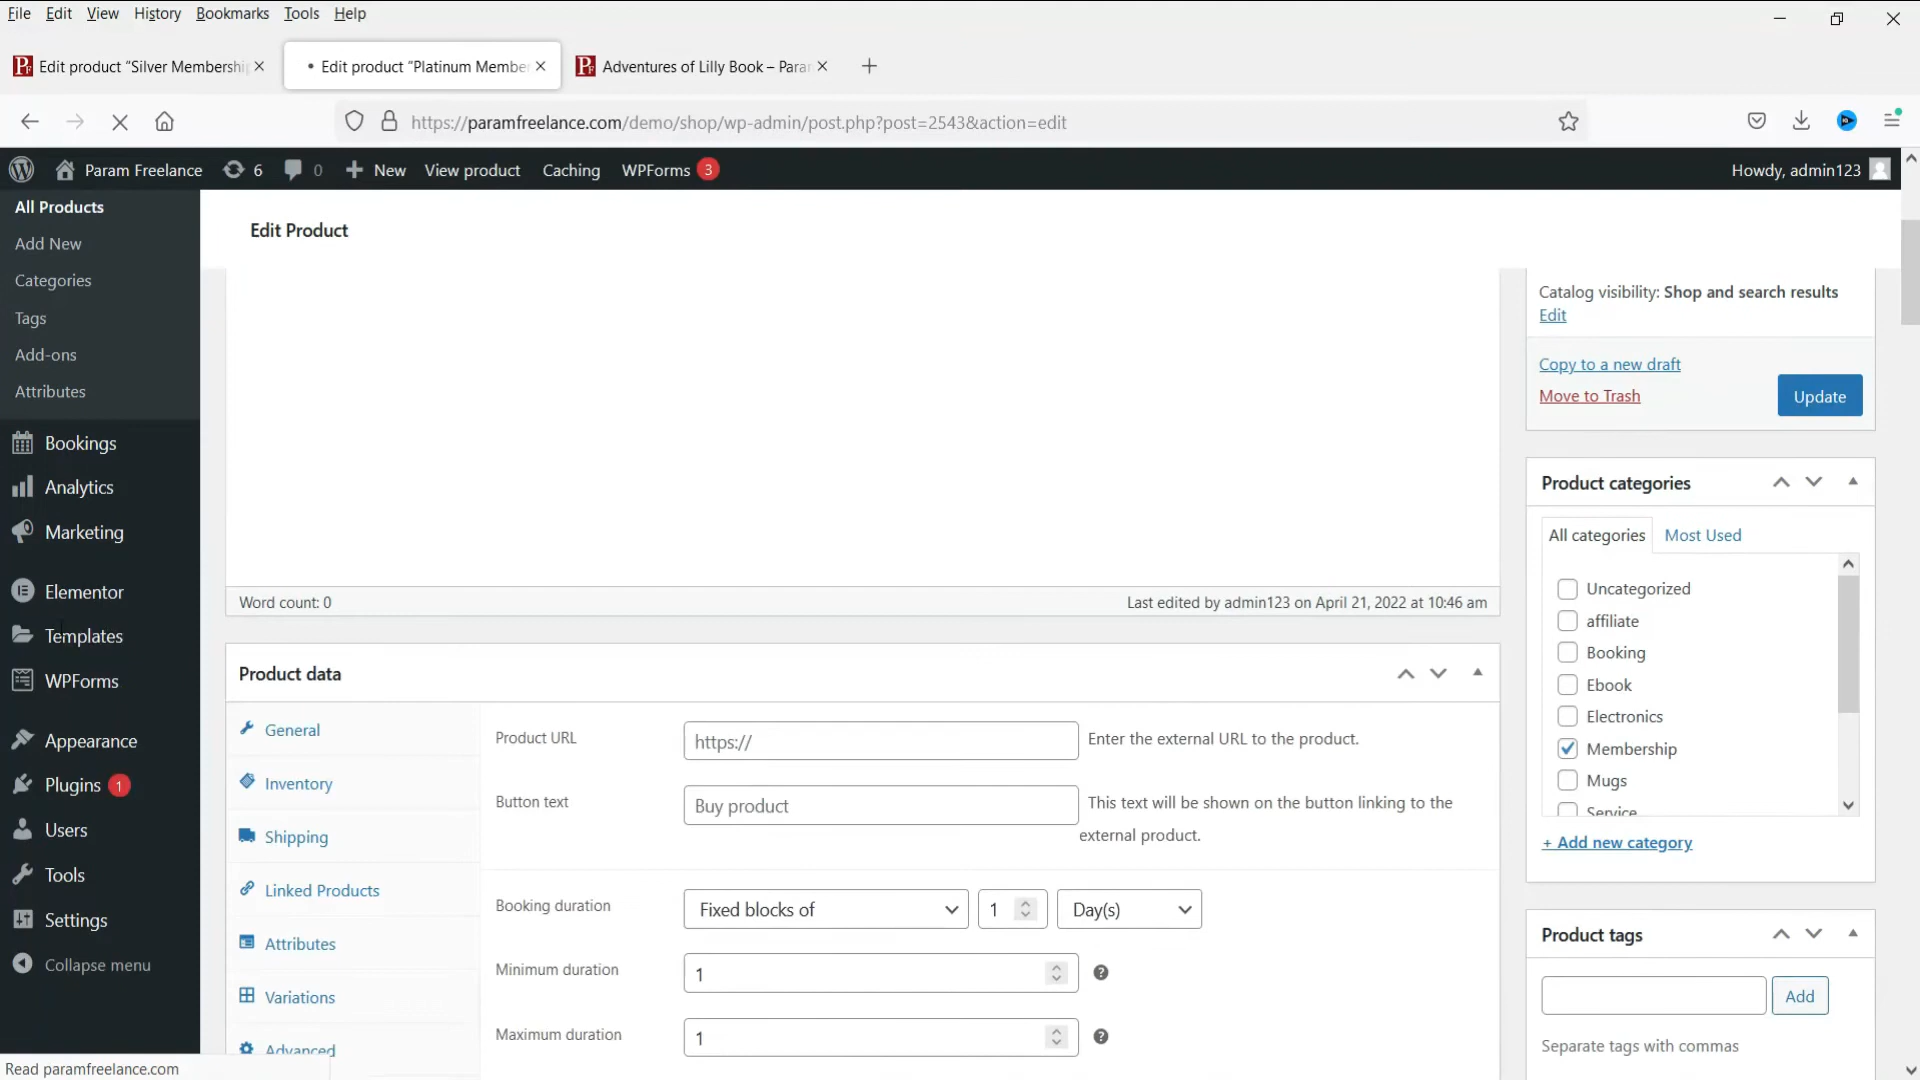 File Edit View History Bookmarks Tools Help
Edit product “Silver Membershi
Edit product “Platinum Member
Adventures of Lilly Book – Para
https://paramfreelance.com/demo/shop/wp-admin/post.php?post=2543&action=edit
Param Freelance 6 0 New View product Caching WPForms 3 Howdy, admin123
All Products
Add New
Categories
Tags
Add-ons
Attributes
Bookings
Analytics
Marketing
Elementor
Templates
WPForms
Appearance
Plugins 1
Users
Tools
Settings
Collapse menu
Read paramfreelance.com
Edit Product
Word count: 0 Last edited by admin123 on April 21, 2022 at 10:46 am
Product data
General
Inventory
Shipping
Linked Products
Attributes
Variations
Advanced
Product URL https:// Enter the external URL to the product.
Button text Buy product This text will be shown on the button linking to the
external product.
Booking duration Fixed blocks of 1 Day(s)
Minimum duration 1
Maximum duration 1
Catalog visibility: Shop and search results
Edit
Copy to a new draft
Move to Trash Update
Product categories
All categories Most Used
Uncategorized
affiliate
Booking
Ebook
Electronics
Membership
Mugs
Service
+ Add new category
Product tags
Add
Separate tags with commas